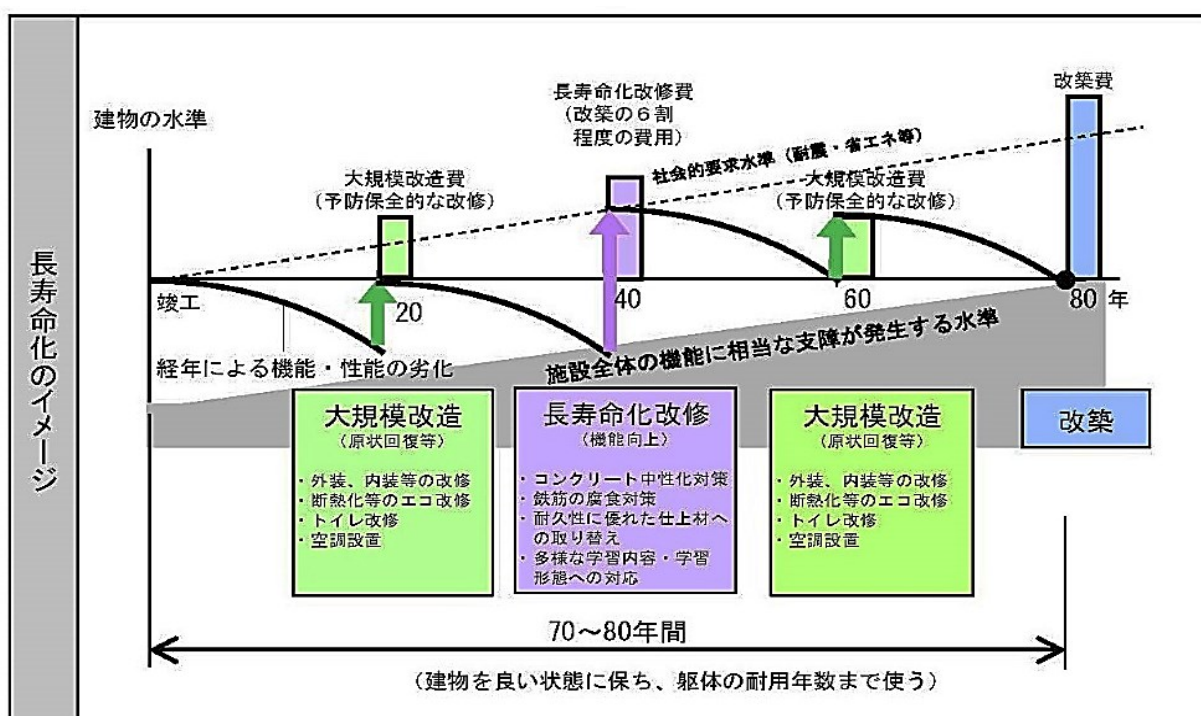 長寿命化のイメージ
建物の水準
長寿命化改修費
(改築の6割
程度の費用)
改築費
社会的要求水準(耐震・省エネ等)
大規模改造費
(予防保全的な改修)
大規模改造費
(予防保全的な改修)
竣工
20
40
60
80 年
経年による機能・性能の劣化
施設全体の機能に相当な支障が発生する水準
大規模改造
(原状回復等)
・外装、内装等の改修
・断熱化等のエコ改修
・トイレ改修
・空調設置
長寿命化改修
(機能向上)
・コンクリート中性化対策
・鉄筋の腐食対策
・耐久性に優れた仕上材へ
の取り替え
・多様な学習内容・学習
形態への対応
大規模改造
(原状回復等)
・外装、内装等の改修
・断熱化等のエコ改修
・トイレ改修
・空調設置
改築
70~80年間
(建物を良い状態に保ち、躯体の耐用年数まで使う)